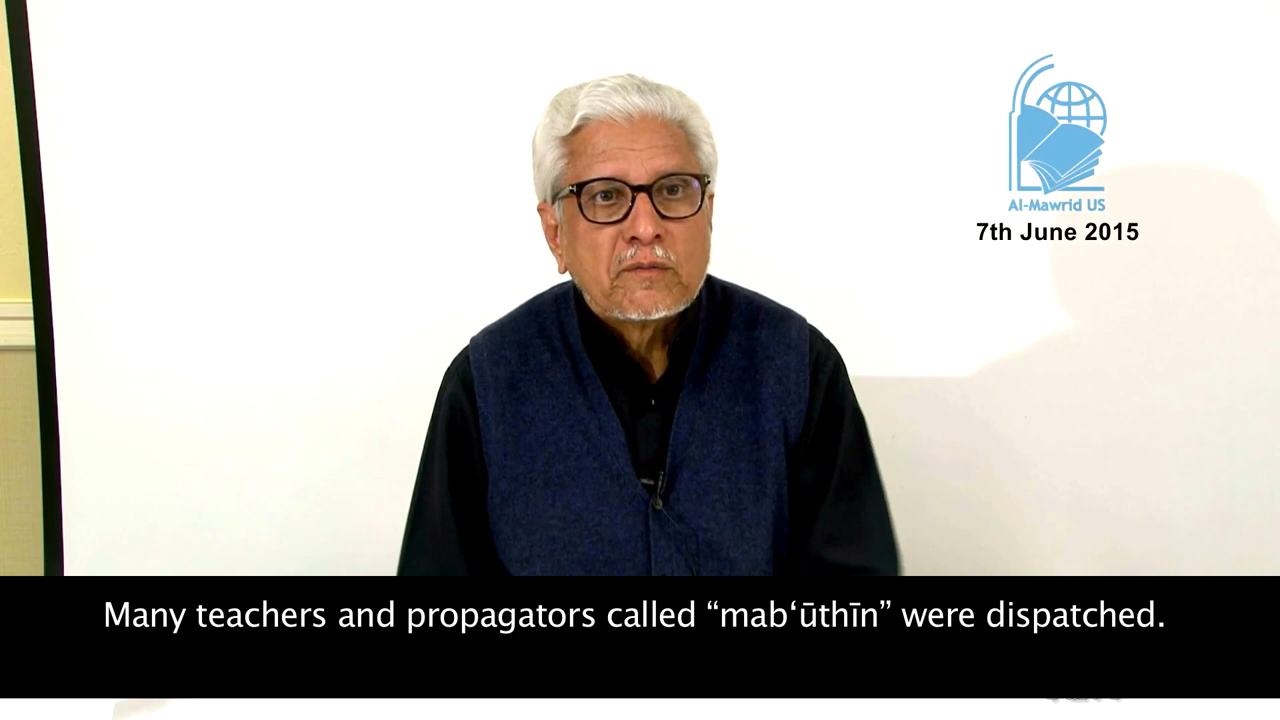 Al-Mawrid US
7th June 2015
Many teachers and propagators called “mab‘ūthīn” were dispatched.